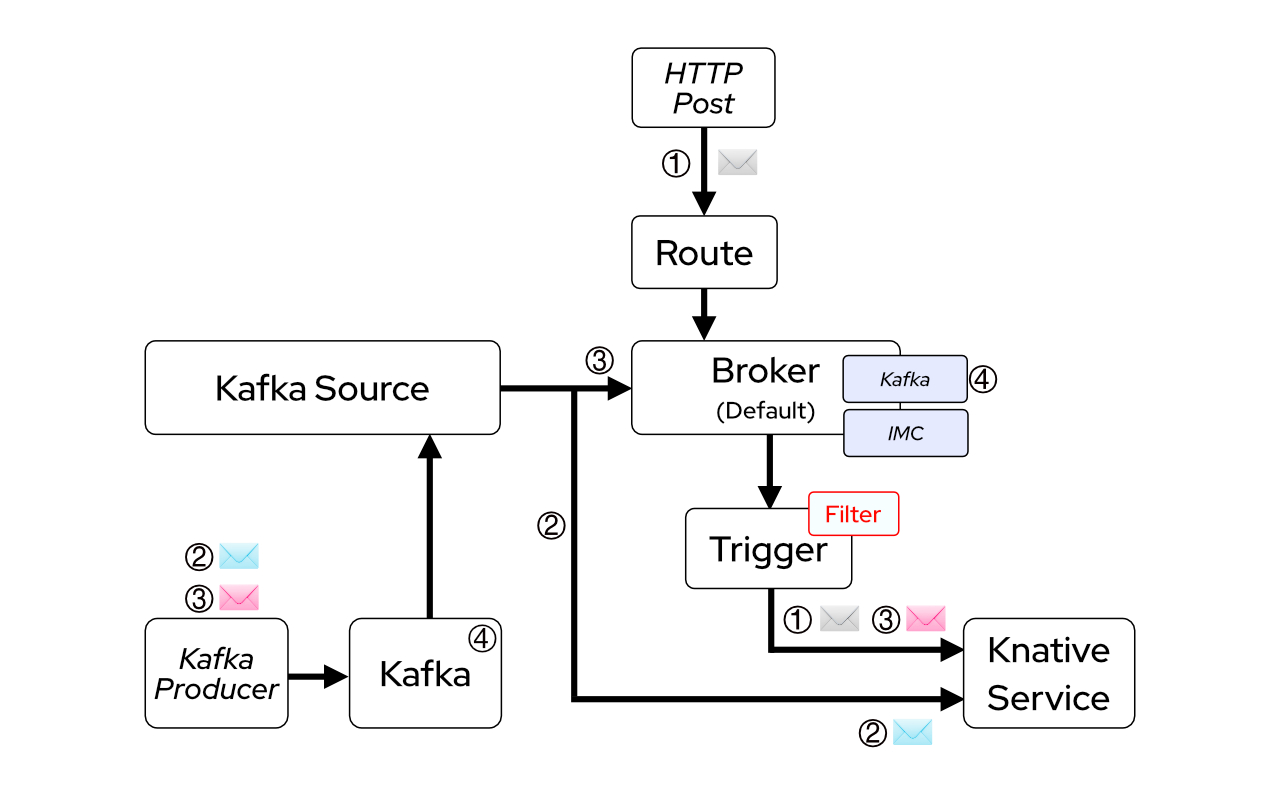 HTTP
Post
①
Route
Kafka Source
③
Broker
(Default)
Kafka
④
IMC
②
Filter
Trigger
②
③
①
③
Kafka
Producer
④
Kafka
Knative
Service
②